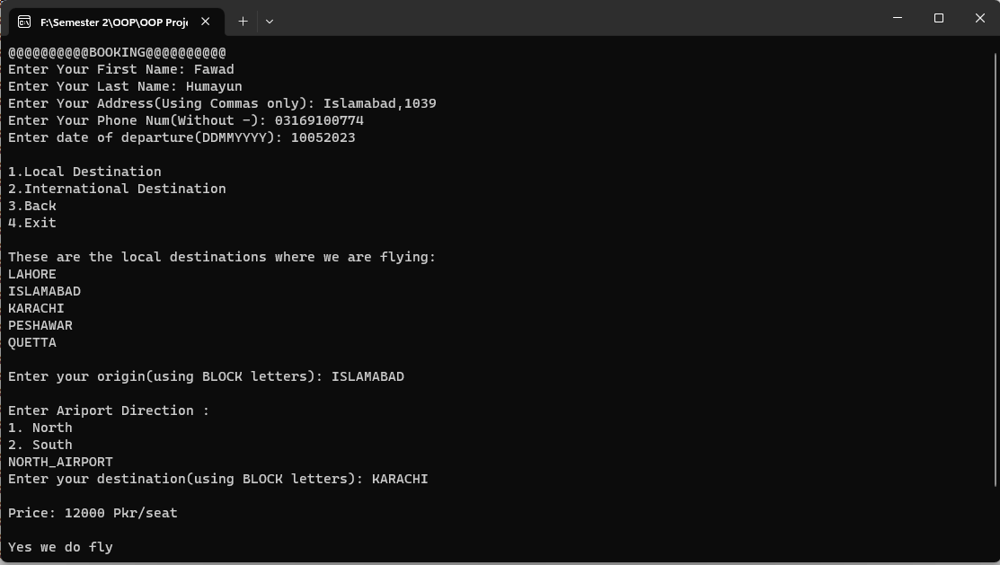 F:\Semester 2\OOP\OOP Proj
@@@@@@@@@@BOOKING@@@@@@@@@@
Enter Your First Name: Fawad
Enter Your Last Name: Humayun
Enter Your Address(Using Commas only): Islamabad,1039
Enter Your Phone Num(Without -): 03169100774
Enter date of departure(DDMMYYYY): 10052023
1.Local Destination
2.International Destination
3.Back
4.Exit
These are the local destinations where we are flying:
LAHORE
ISLAMABAD
KARACHI
PESHAWAR
QUETTA
Enter your origin(using BLOCK letters): ISLAMABAD
Enter Ariport Direction :
1. North
2. South
NORTH_AIRPORT
Enter your destination(using BLOCK letters): KARACHI
Price: 12000 Pkr/seat
Yes we do fly